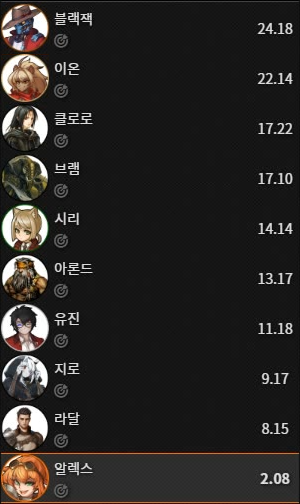 블랙잭
24.18
이온
22.14
클로로
17.22
브램
17.10
시리
14.14
아론드
13.17
유진
11.18
지로
9.17
라달
8.15
알렉스
2.08